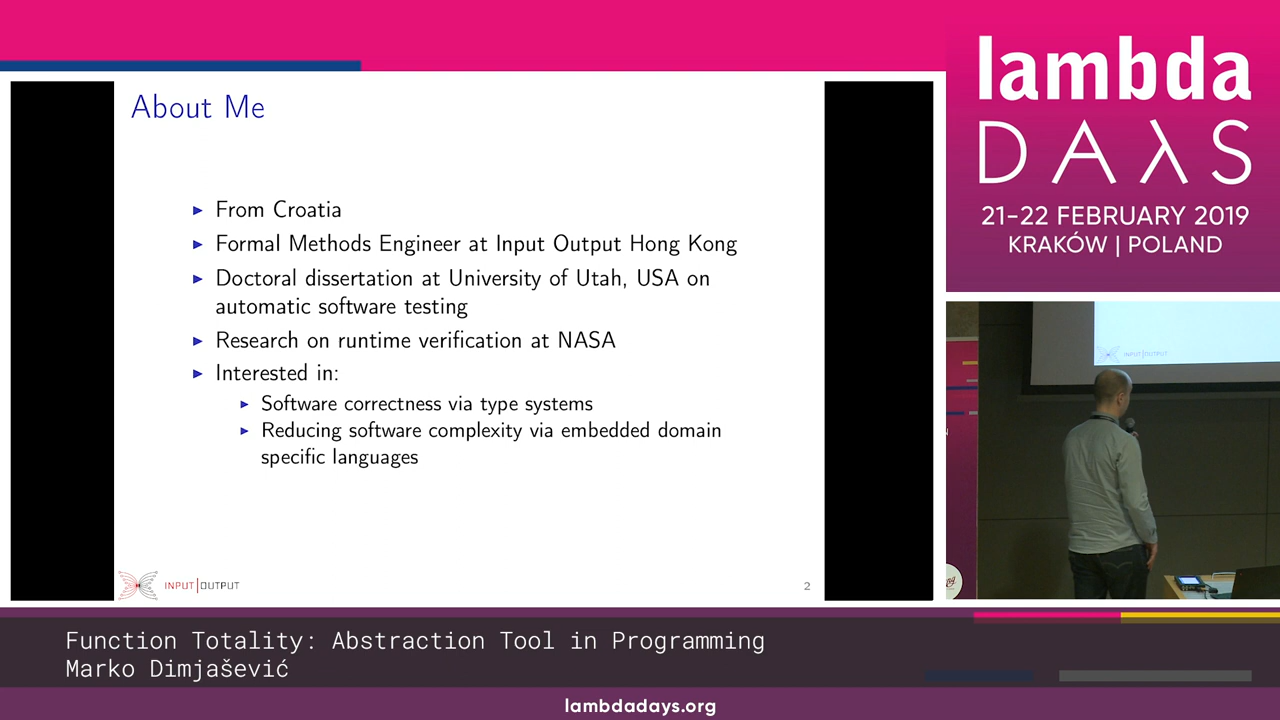 About Me
From Croatia
Formal Methods Engineer at Input Output Hong Kong
Doctoral dissertation at University of Utah, USA on
automatic software testing
Research on runtime verification at NASA
Interested in:
Software correctness via type systems
Reducing software complexity via embedded domain
specific languages
INPUT|OUTPUT
2
lambda
DAλS
21–22 FEBRUARY 2019
KRAKÓW | POLAND
INPUT|OUTPUT
Function Totality: Abstraction Tool in Programming
Marko Dimjašević
lambdadays.org